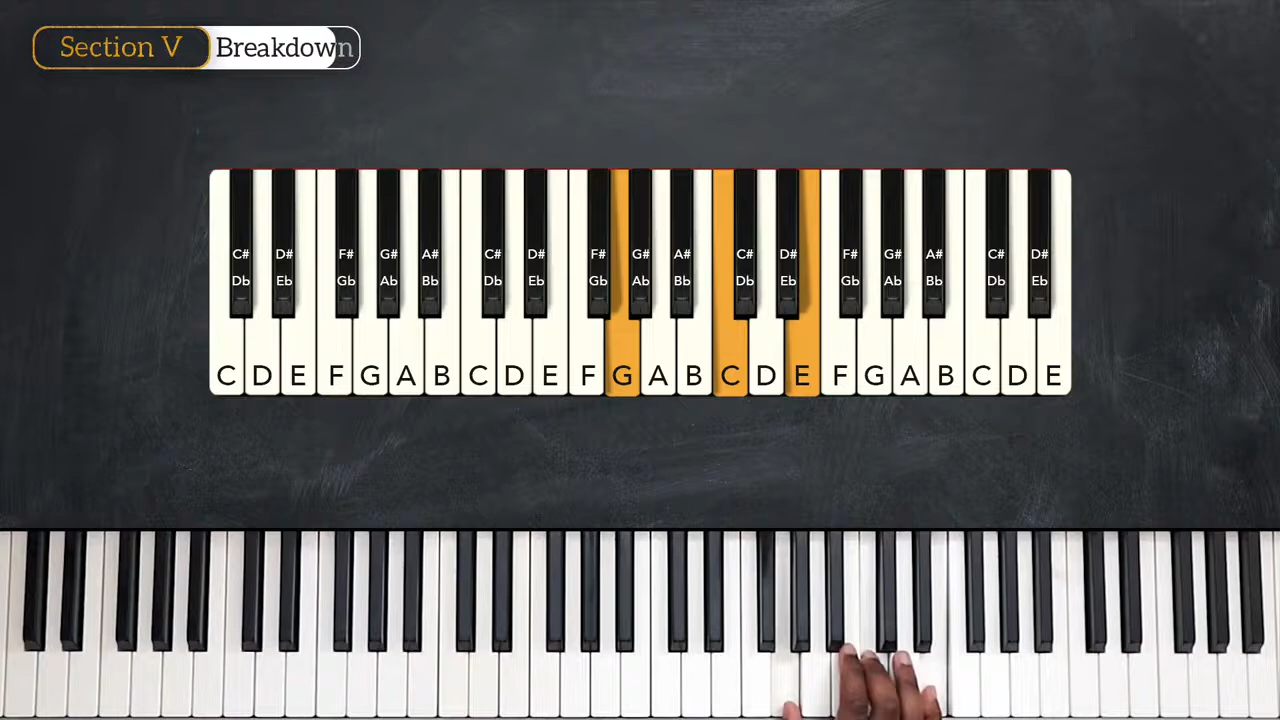 Section V Breakdown
C# D# F# G# A# C# D# F# G# A# C# D# F# G# A# C# D#
Db Eb Gb Ab Bb Db Eb Gb Ab Bb Db Eb Gb Ab Bb Db Eb
C D E F G A B C D E F G A B C D E F G A B C D E